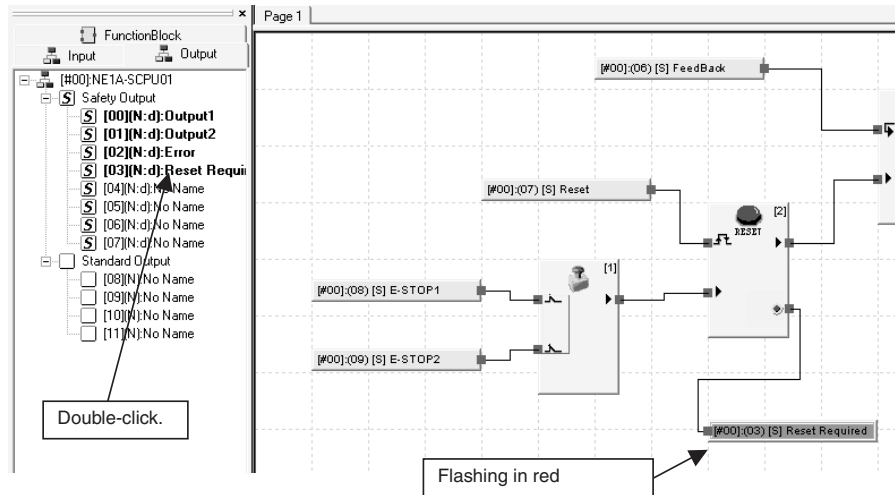 ×
FunctionBlock
Input
Output
[#00]:NE1A-SCPU01
Safety Output
S [00](N:d):Output1
S [01](N:d):Output2
S [02](N:d):Error
S [03](N:d):Reset Requi
S [04](N:d):No Name
S [05](N:d):No Name
S [06](N:d):No Name
S [07](N:d):No Name
Standard Output
[08](N):No Name
[09](N):No Name
[10](N):No Name
[11](N):No Name
Double-click.
Page 1
[#00]:(06) [S] FeedBack
[#00]:(07) [S] Reset
[2]
RESET
[#00]:(08) [S] E-STOP1
[1]
[#00]:(09) [S] E-STOP2
[#00]:(03) [S] Reset Required
Flashing in red